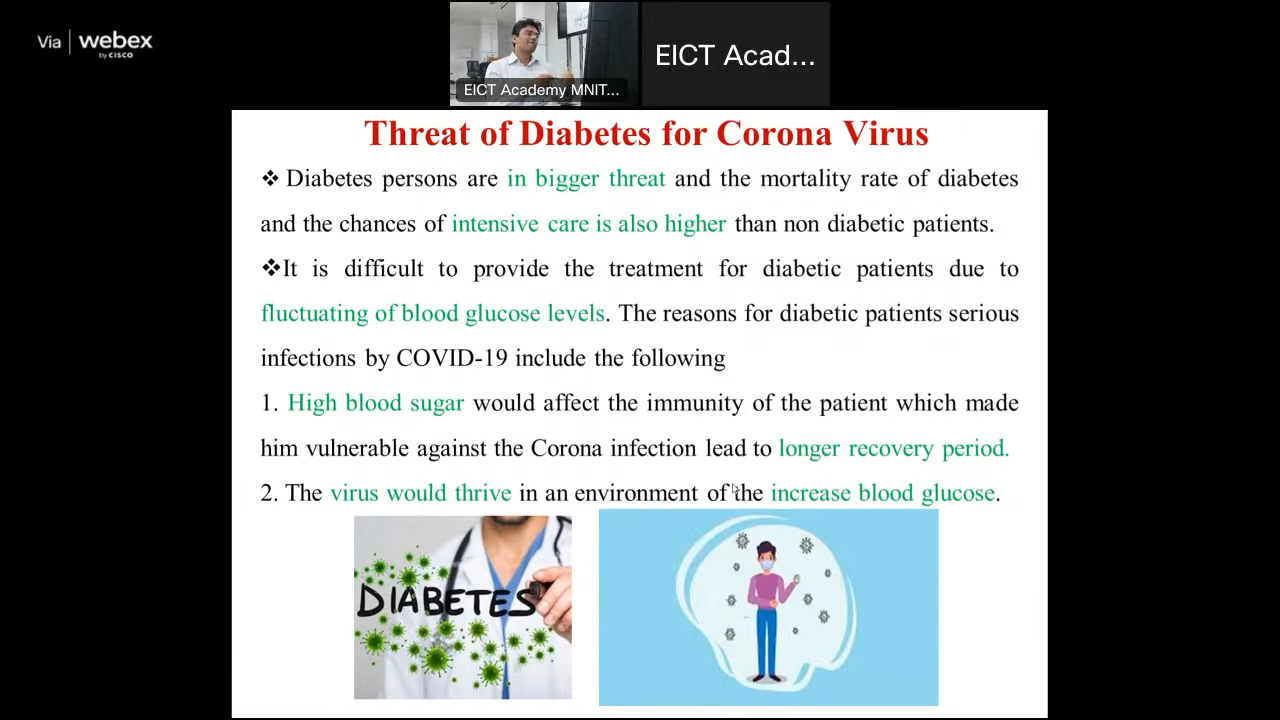 Via webex
by CISCO
EICT Academy MNIT...
EICT Acad...
Threat of Diabetes for Corona Virus
❖ Diabetes persons are in bigger threat and the mortality rate of diabetes
and the chances of intensive care is also higher than non diabetic patients.
❖It is difficult to provide the treatment for diabetic patients due to
fluctuating of blood glucose levels. The reasons for diabetic patients serious
infections by COVID-19 include the following
1. High blood sugar would affect the immunity of the patient which made
him vulnerable against the Corona infection lead to longer recovery period.
2. The virus would thrive in an environment of the increase blood glucose.
DIABETES